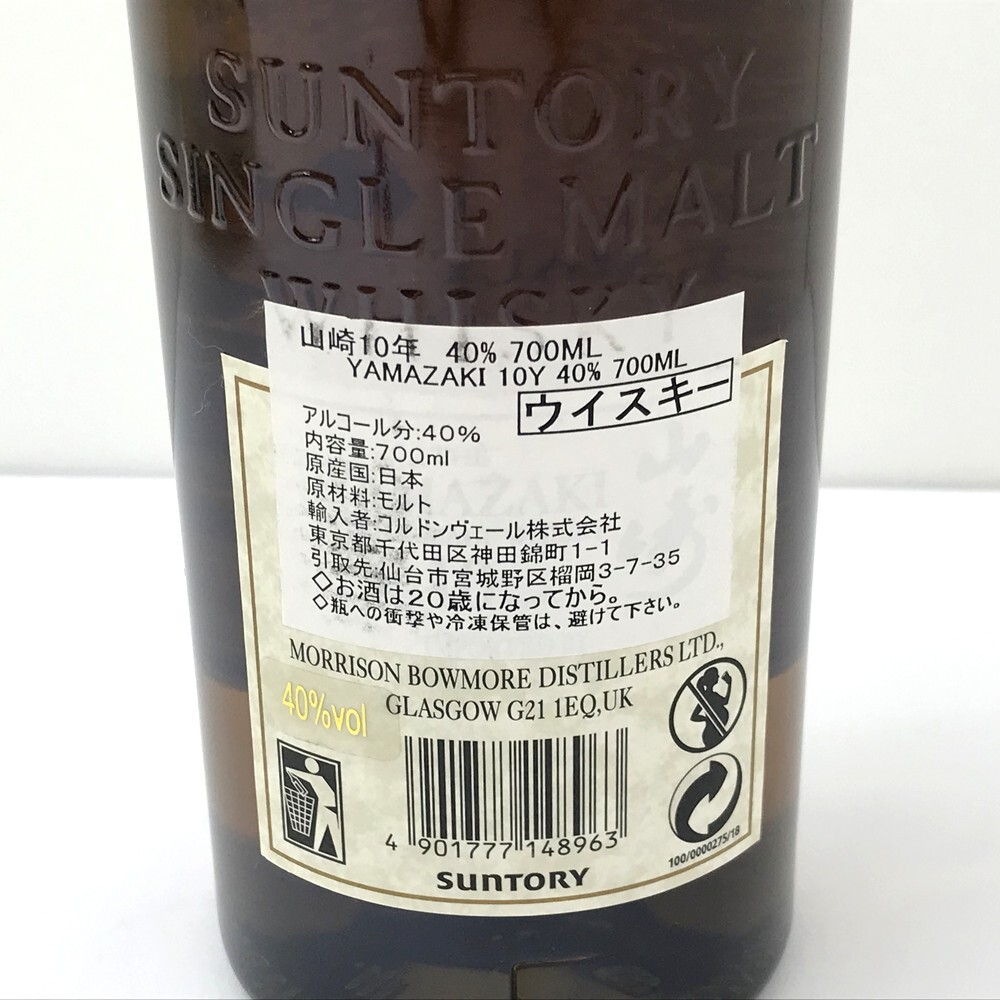 SUNTORY
SINGLE MALT
WHISKY
山崎10年 40% 700ML
YAMAZAKI 10Y 40% 700ML
ウイスキー
アルコール分:40%
内容量:700ml
原産国:日本
原材料:モルト
輸入者:コルドンヴェール株式会社
東京都千代田区神田錦町1-1
引取先:仙台市宮城野区榴岡3-7-35
◇お酒は20歳になってから。
◇瓶への衝撃や冷凍保管は、避けて下さい。
MORRISON BOWMORE DISTILLERS LTD.,
GLASGOW G21 1EQ,UK
40%vol
4 901777 148963
100/0000275/18
SUNTORY